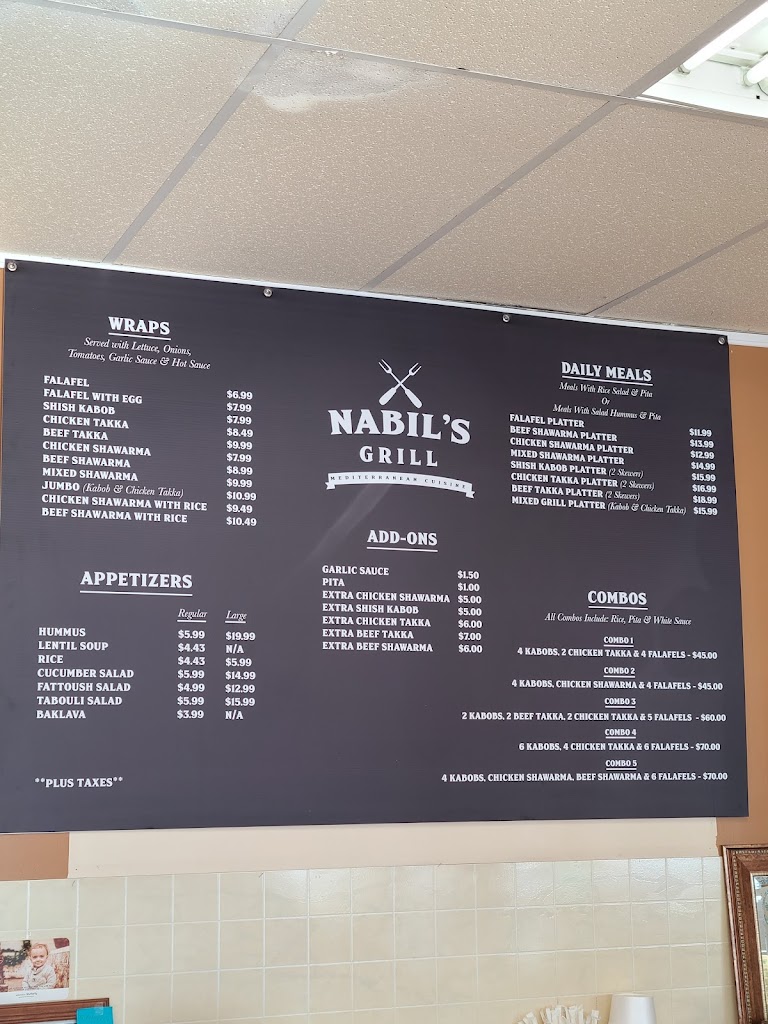 WRAPS
Served with Lettuce, Onions,
Tomatoes, Garlic Sauce & Hot Sauce
FALAFEL $6.99
FALAFEL WITH EGG $7.99
SHISH KABOB $7.99
CHICKEN TAKKA $8.49
BEEF TAKKA $9.99
CHICKEN SHAWARMA $7.99
BEEF SHAWARMA $8.99
MIXED SHAWARMA $9.99
JUMBO (Kabob & Chicken Takka) $10.99
CHICKEN SHAWARMA WITH RICE $9.49
BEEF SHAWARMA WITH RICE $10.49
APPETIZERS
Regular Large
HUMMUS $5.99 $19.99
LENTIL SOUP $4.43 N/A
RICE $4.43 $5.99
CUCUMBER SALAD $5.99 $14.99
FATTOUSH SALAD $4.99 $12.99
TABOULI SALAD $5.99 $15.99
BAKLAVA $3.99 N/A
**PLUS TAXES**
NABIL'S
GRILL
MEDITERRANEAN CUISINE
ADD-ONS
GARLIC SAUCE $1.50
PITA $1.00
EXTRA CHICKEN SHAWARMA $5.00
EXTRA SHISH KABOB $5.00
EXTRA CHICKEN TAKKA $6.00
EXTRA BEEF TAKKA $7.00
EXTRA BEEF SHAWARMA $6.00
DAILY MEALS
Meals With Rice Salad & Pita
Or
Meals With Salad Hummus & Pita
FALAFEL PLATTER $11.99
BEEF SHAWARMA PLATTER $13.99
CHICKEN SHAWARMA PLATTER $12.99
MIXED SHAWARMA PLATTER $14.99
SHISH KABOB PLATTER (2 Skewers) $15.99
CHICKEN TAKKA PLATTER (2 Skewers) $16.99
BEEF TAKKA PLATTER (2 Skewers) $18.99
MIXED GRILL PLATTER (Kabob & Chicken Takka) $15.99
COMBOS
All Combos Include: Rice, Pita & White Sauce
COMBO 1
4 KABOBS, 2 CHICKEN TAKKA & 4 FALAFELS - $45.00
COMBO 2
4 KABOBS, CHICKEN SHAWARMA & 4 FALAFELS - $45.00
COMBO 3
2 KABOBS, 2 BEEF TAKKA, 2 CHICKEN TAKKA & 5 FALAFELS - $60.00
COMBO 4
6 KABOBS, 4 CHICKEN TAKKA & 6 FALAFELS - $70.00
COMBO 5
4 KABOBS, CHICKEN SHAWARMA, BEEF SHAWARMA & 6 FALAFELS - $70.00